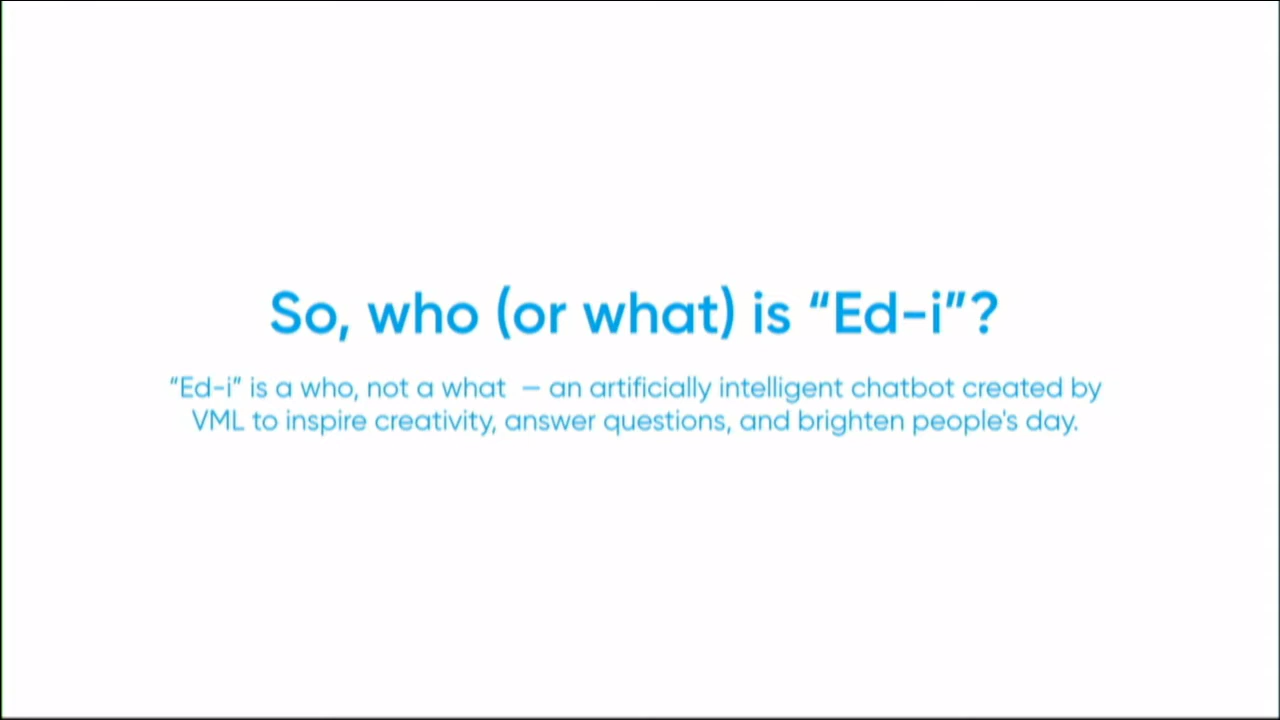 So, who (or what) is “Ed-i”?
“Ed-i” is a who, not a what  — an artificially intelligent chatbot created by
VML to inspire creativity, answer questions, and brighten people's day.